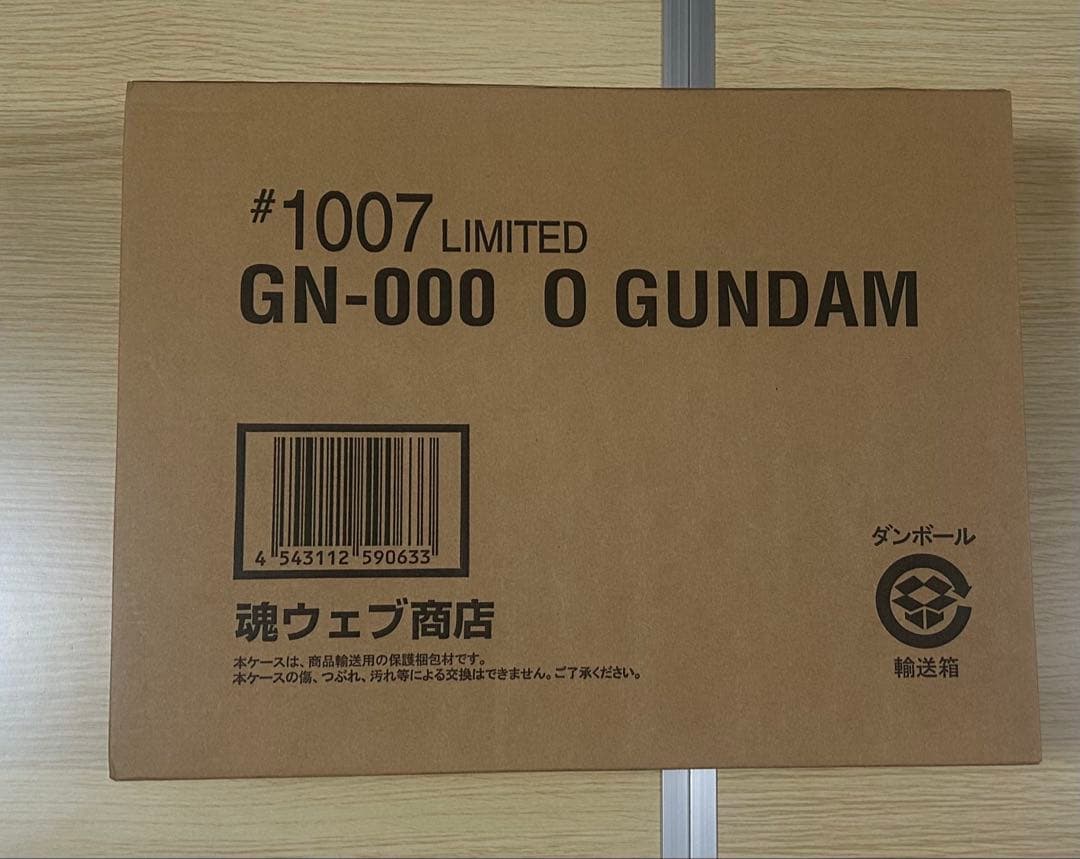 #1007 LIMITED
GN-000 O GUNDAM
4 543112 590633
魂ウェブ商店
本ケースは、商品輸送用の保護梱包材です。
本ケースの傷、つぶれ、汚れ等による交換はできません。ご了承ください。
ダンボール
輸送箱